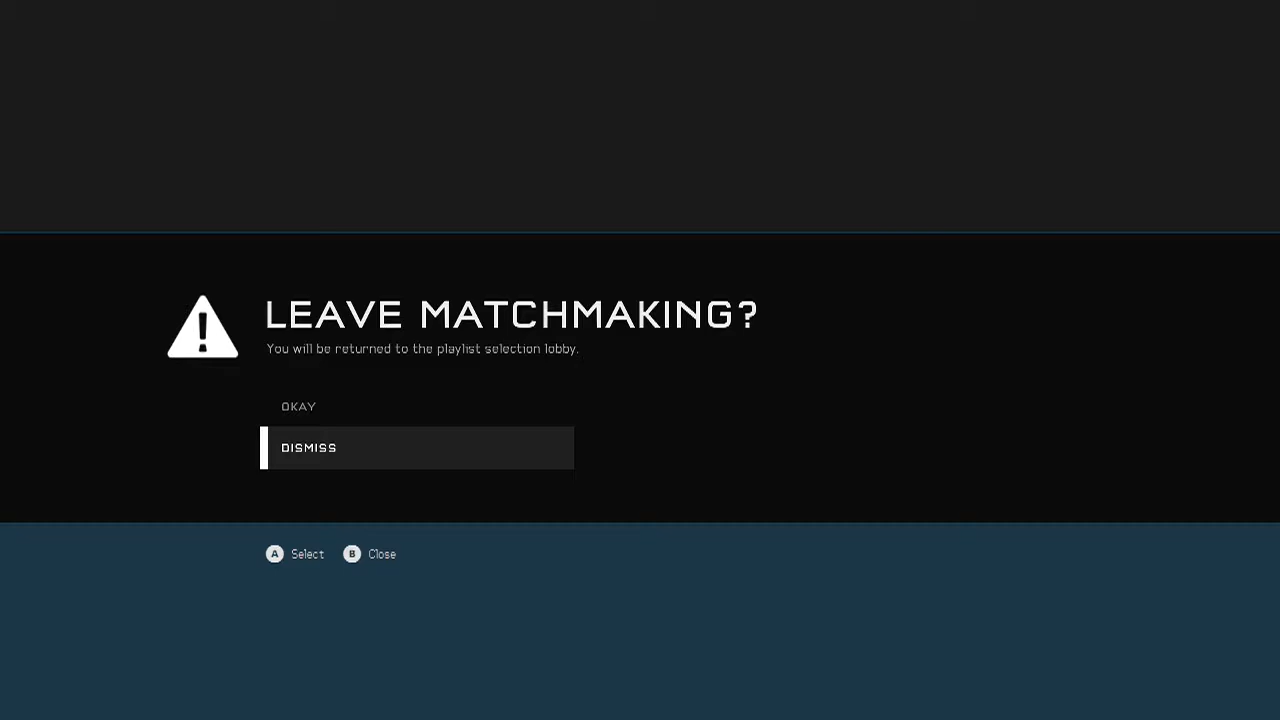 LEAVE MATCHMAKING?
You will be returned to the playlist selection lobby.
OKAY
DISMISS
A Select B Close